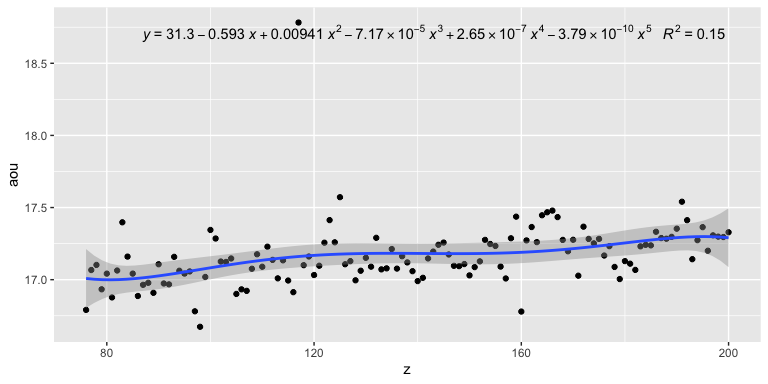 y = 31.3 − 0.593 x + 0.00941 x² − 7.17 × 10⁻⁵ x³ + 2.65 × 10⁻⁷ x⁴ − 3.79 × 10⁻¹⁰ x⁵   R² = 0.15
18.5
18.0
17.5
17.0
aou
80 120 160 200
z